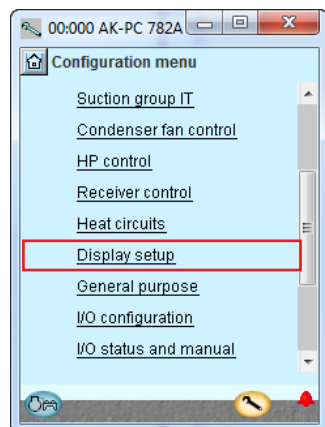 00:000 AK-PC 782A
Configuration menu
Suction group IT
Condenser fan control
HP control
Receiver control
Heat circuits
Display setup
General purpose
I/O configuration
I/O status and manual